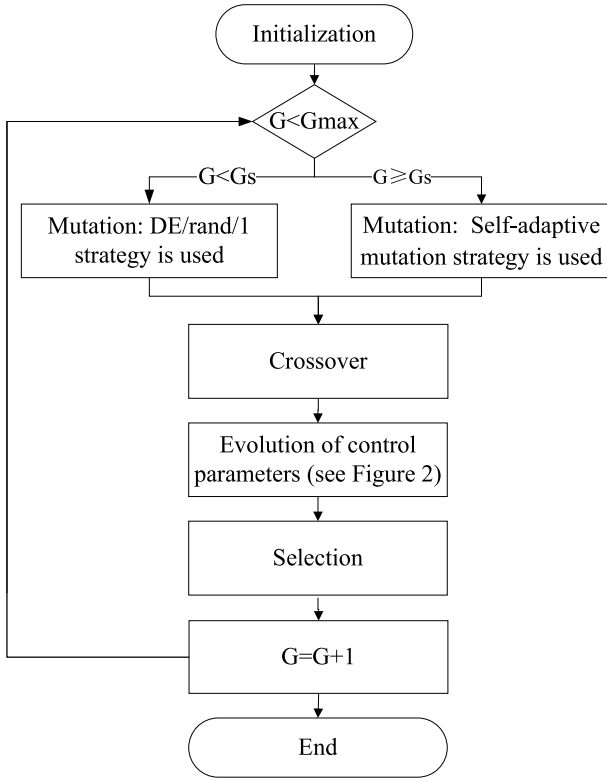 Initialization
G<Gmax
G<Gs
G⩾Gs
Mutation: DE/rand/1
strategy is used
Mutation: Self-adaptive
mutation strategy is used
Crossover
Evolution of control
parameters (see Figure 2)
Selection
G=G+1
End